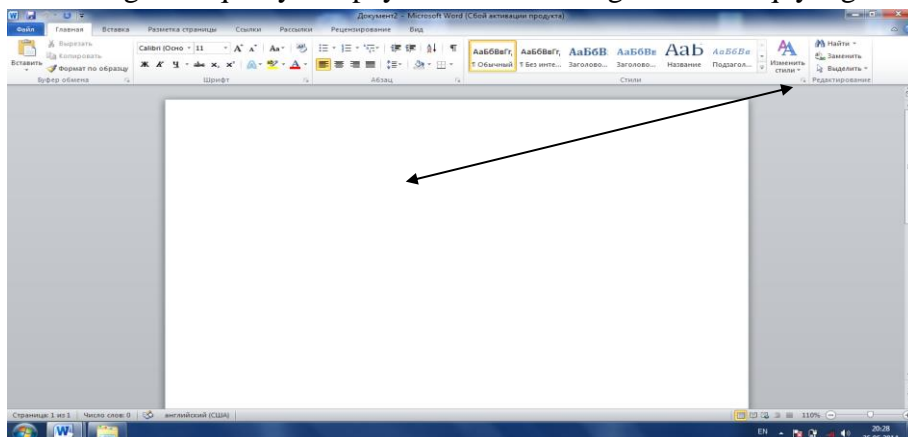 Документ2 - Microsoft Word (Сбой активации продукта)
Файл Главная Вставка Разметка страницы Ссылки Рассылки Рецензирование Вид
Вставить
Вырезать
Копировать
Формат по образцу
Буфер обмена
Calibri (Осно 11
Ж К Ч abc x, x'
Шрифт
Абзац
АаБбВвГг, АаБбВвГг, АаБбВ АаБбВв АаЬ АаБбВв
¶ Обычный ¶ Без инте... Заголово... Заголово... Название Подзагол...
Стили
Изменить стили
Найти
Заменить
Выделить
Редактирование
Страница: 1 из 1 Число слов: 0 английский (США) 110%
EN 20:28